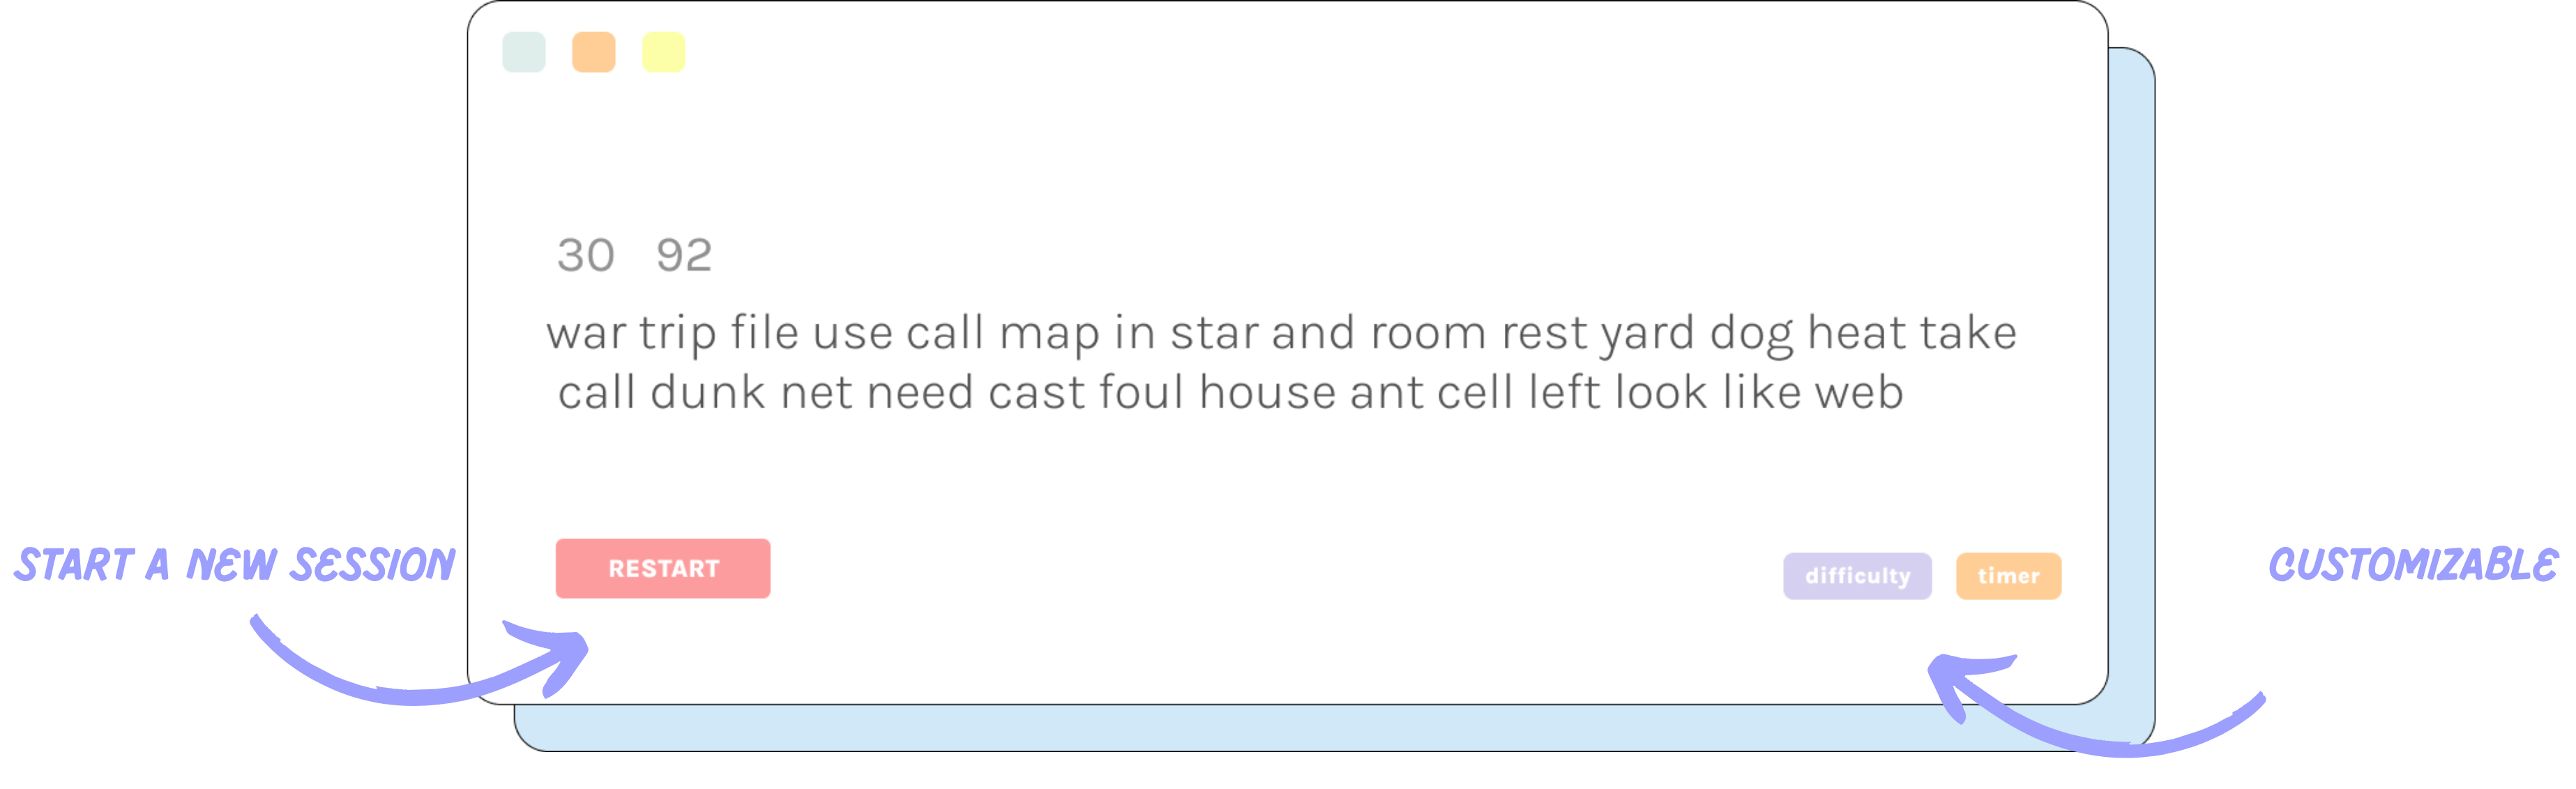 30 92
war trip file use call map in star and room rest yard dog heat take
call dunk net need cast foul house ant cell left look like web
START A NEW SESSION
RESTART
difficulty
timer
CUSTOMIZABLE